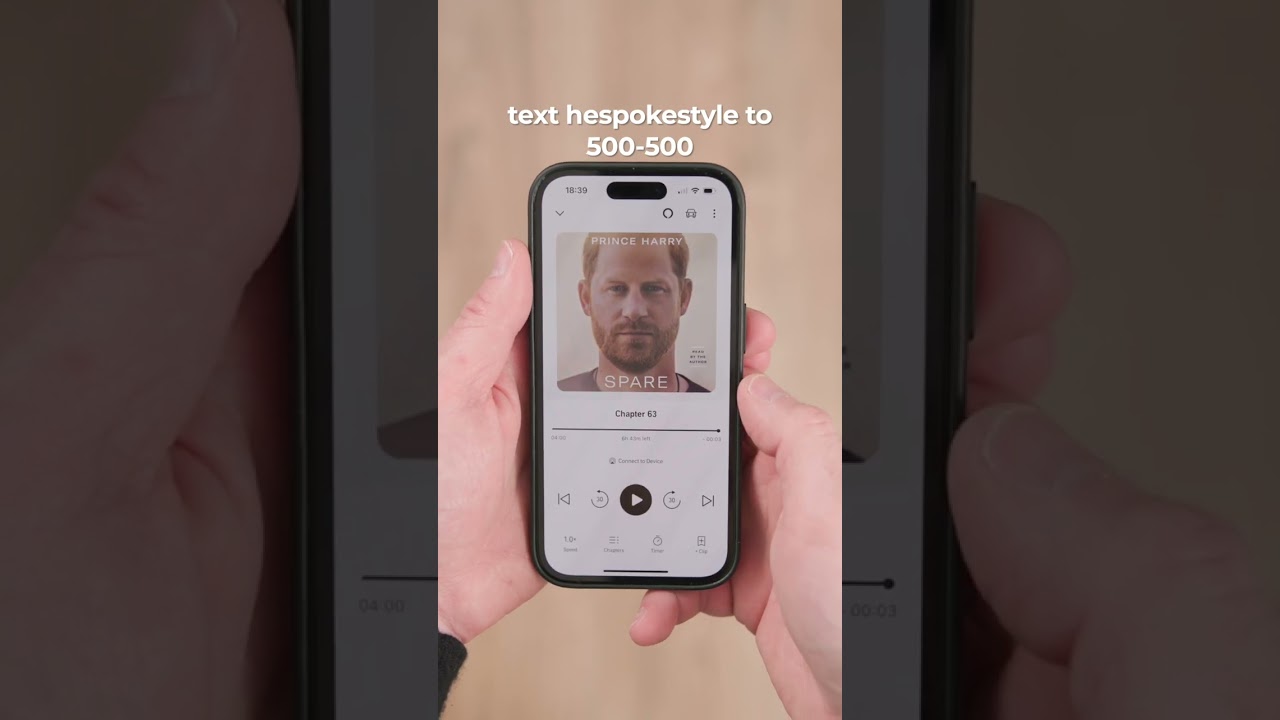 text hespokestyle to
500-500
18:39
PRINCE HARRY
READ
BY THE
AUTHOR
SPARE
Chapter 63
04:00 6h 43m left - 00:03
Connect to Device
30 30
1.0×
Speed Chapters Timer + Clip
04:00 - 00:03